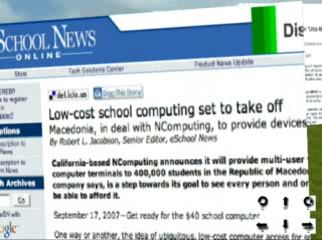 SCHOOL NEWS
ONLINE
Dis
Site
Tech Solutions Center
Product News Update
to register
del.icio.us
Digg This Story
Low-cost school computing set to take off
Macedonia, in deal with NComputing, to provide devices
By Robert L. Jacobson, Senior Editor, eSchool News
California-based NComputing announces it will provide multi-user
computer terminals to 400,000 students in the Republic of Macedon
company says, is a step towards its goal to see every person and or
be able to afford it.
Archives
Go
September 17, 2007—Get ready for the $40 school computer
One way or another, the idea of ubiquitous, low-cost computer access